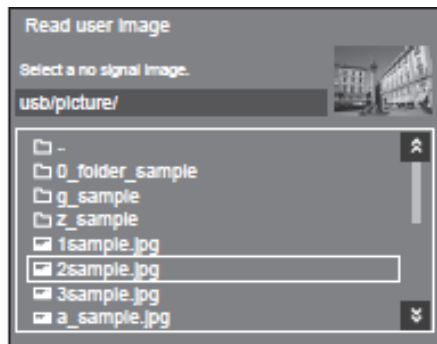 Read user image
Select a no signal image.
usb/picture/
..
0_folder_sample
g_sample
z_sample
1sample.jpg
2sample.jpg
3sample.jpg
a_sample.jpg